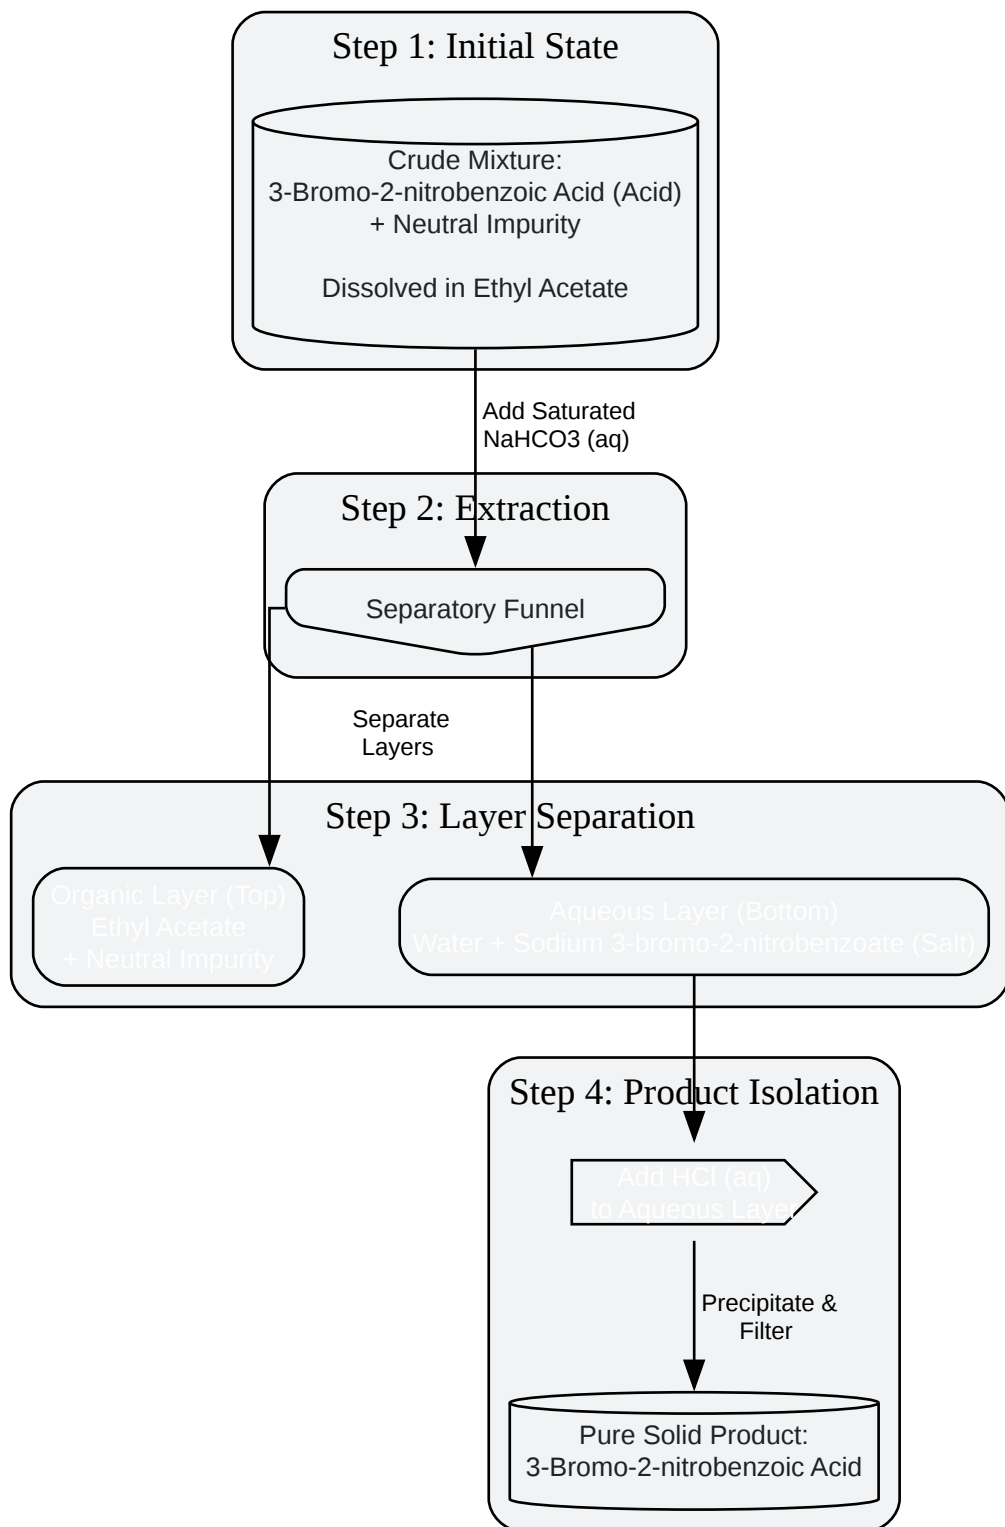 Step 1: Initial State
Crude Mixture:
3-Bromo-2-nitrobenzoic Acid (Acid)
+ Neutral Impurity
Dissolved in Ethyl Acetate
Add Saturated
NaHCO3 (aq)
Step 2: Extraction
Separatory Funnel
Separate
Layers
Step 3: Layer Separation
Organic Layer (Top)
Ethyl Acetate
+ Neutral Impurity
Aqueous Layer (Bottom)
Water + Sodium 3-bromo-2-nitrobenzoate (Salt)
Step 4: Product Isolation
Add HCl (aq)
to Aqueous Layer
Precipitate &
Filter
Pure Solid Product:
3-Bromo-2-nitrobenzoic Acid